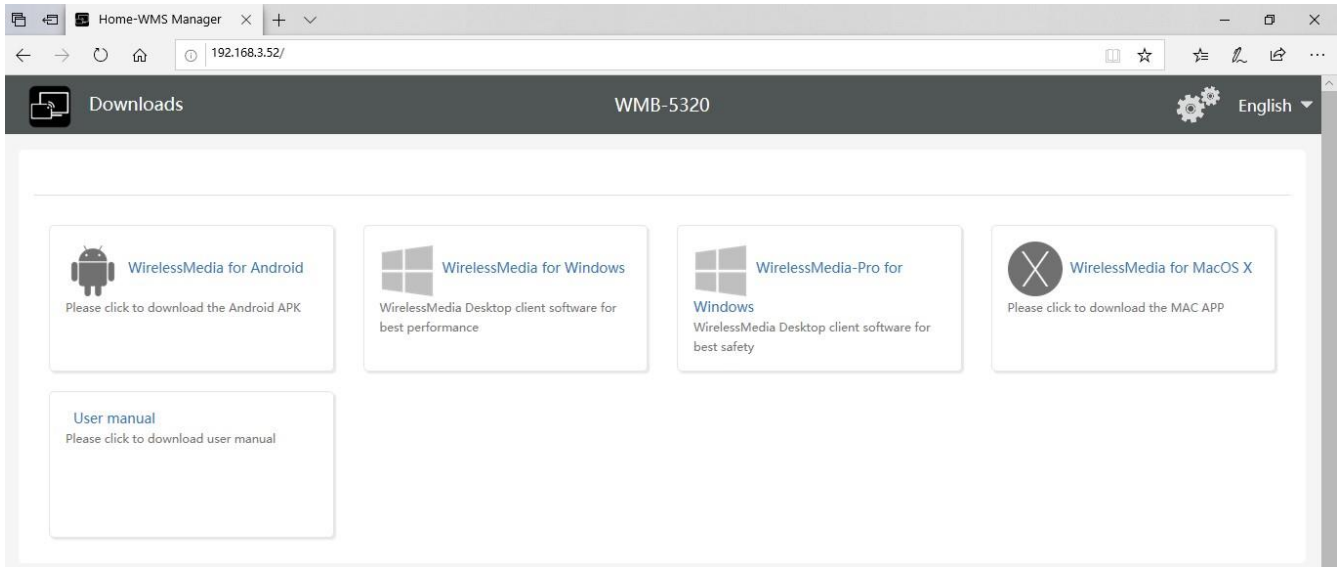 Home-WMS Manager
192.168.3.52/
Downloads
WMB-5320
English
WirelessMedia for Android
Please click to download the Android APK
WirelessMedia for Windows
WirelessMedia Desktop client software for
best performance
WirelessMedia-Pro for
Windows
WirelessMedia Desktop client software for
best safety
WirelessMedia for MacOS X
Please click to download the MAC APP
User manual
Please click to download user manual